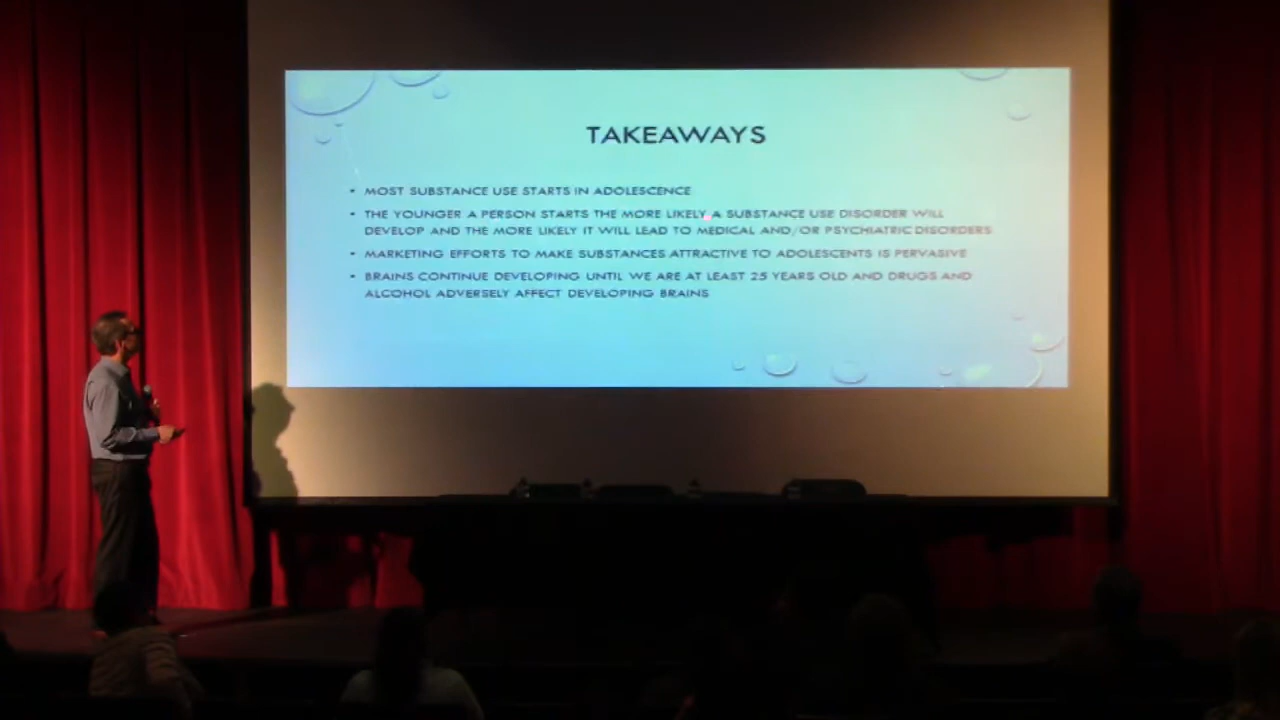 TAKEAWAYS
• MOST SUBSTANCE USE STARTS IN ADOLESCENCE
• THE YOUNGER A PERSON STARTS THE MORE LIKELY A SUBSTANCE USE DISORDER WILL
DEVELOP AND THE MORE LIKELY IT WILL LEAD TO MEDICAL AND/OR PSYCHIATRIC DISORDERS
• MARKETING EFFORTS TO MAKE SUBSTANCES ATTRACTIVE TO ADOLESCENTS IS PERVASIVE
• BRAINS CONTINUE DEVELOPING UNTIL WE ARE AT LEAST 25 YEARS OLD AND DRUGS AND
ALCOHOL ADVERSELY AFFECT DEVELOPING BRAINS